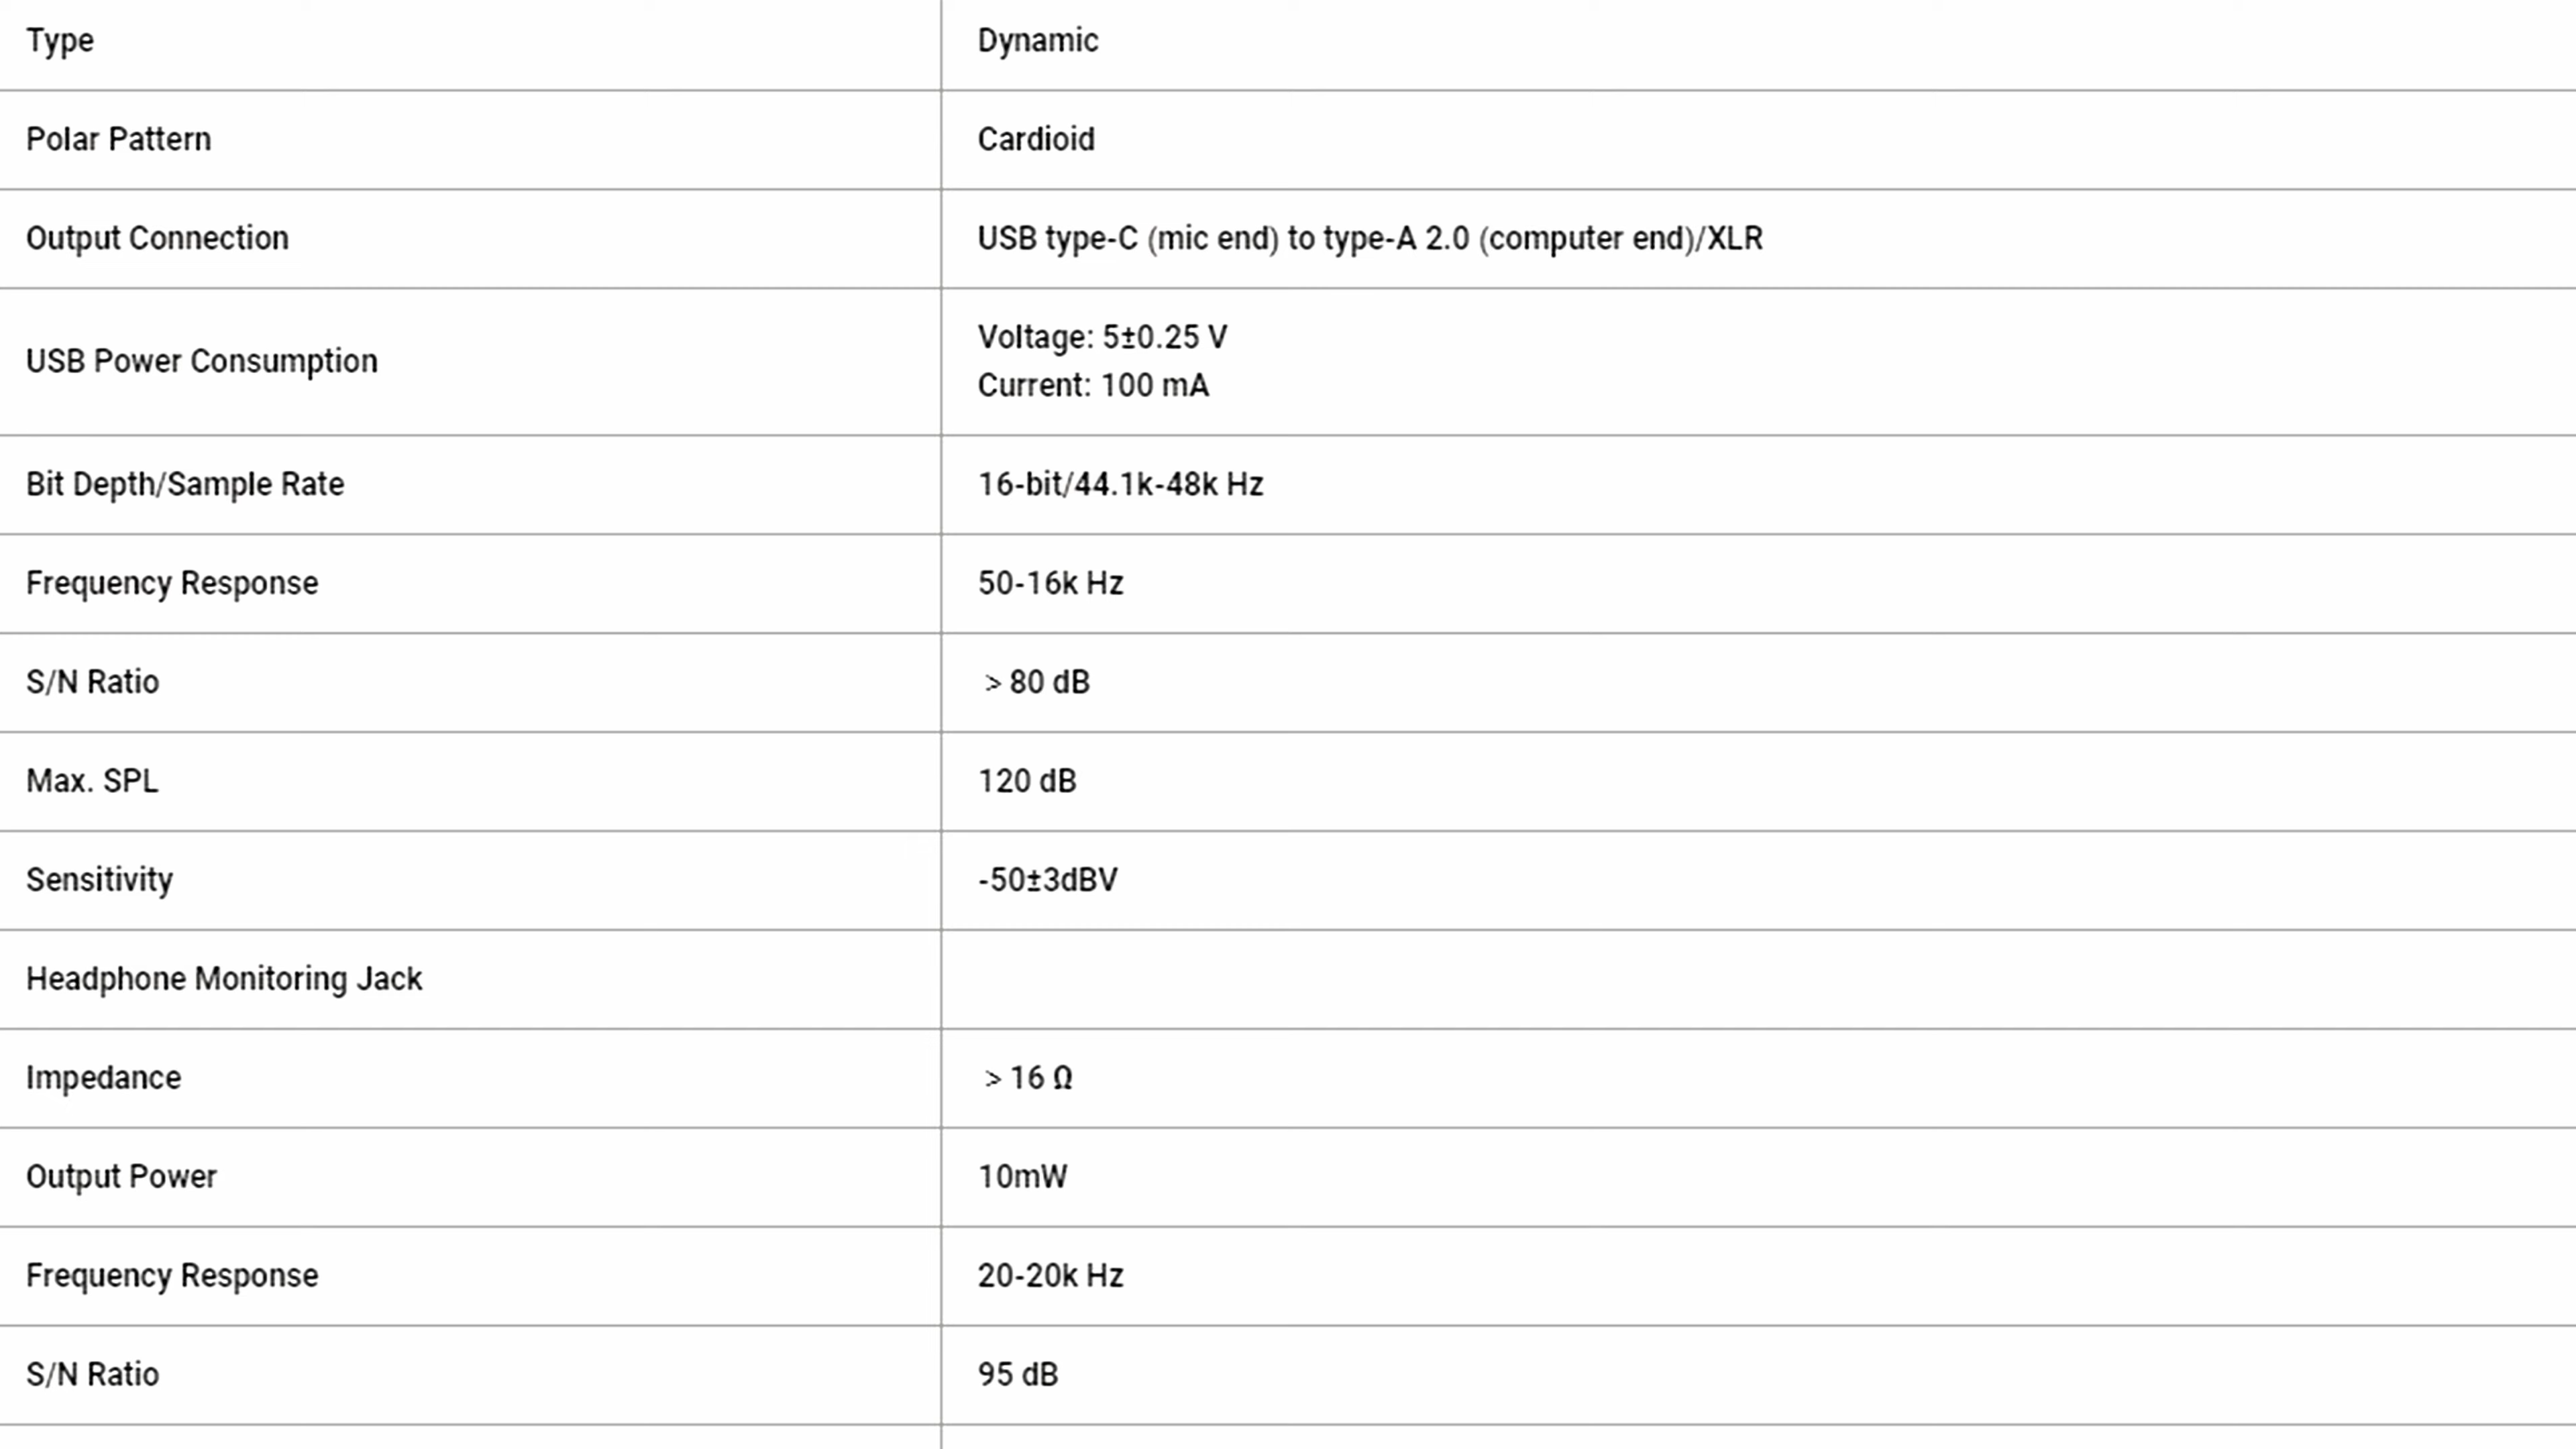 Type Dynamic
Polar Pattern Cardioid
Output Connection USB type-C (mic end) to type-A 2.0 (computer end)/XLR
USB Power Consumption Voltage: 5±0.25 V
Current: 100 mA
Bit Depth/Sample Rate 16-bit/44.1k-48k Hz
Frequency Response 50-16k Hz
S/N Ratio > 80 dB
Max. SPL 120 dB
Sensitivity -50±3dBV
Headphone Monitoring Jack
Impedance > 16 Ω
Output Power 10mW
Frequency Response 20-20k Hz
S/N Ratio 95 dB